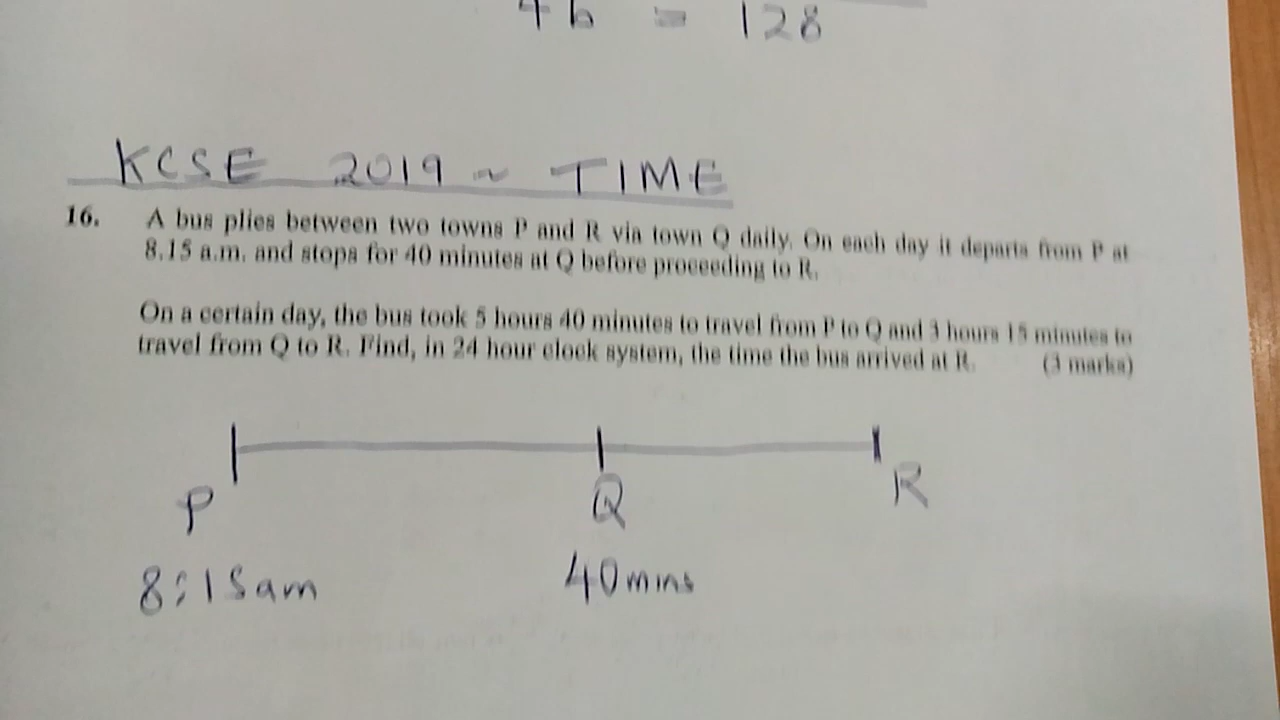 = 128
KCSE 2019 ~ TIME
16. A bus plies between two towns P and R via town Q daily. On each day it departs from P at
8.15 a.m. and stops for 40 minutes at Q before proceeding to R.
On a certain day, the bus took 5 hours 40 minutes to travel from P to Q and 3 hours 15 minutes to
travel from Q to R. Find, in 24 hour clock system, the time the bus arrived at R. (3 marks)
P Q R
8:15am 40mins